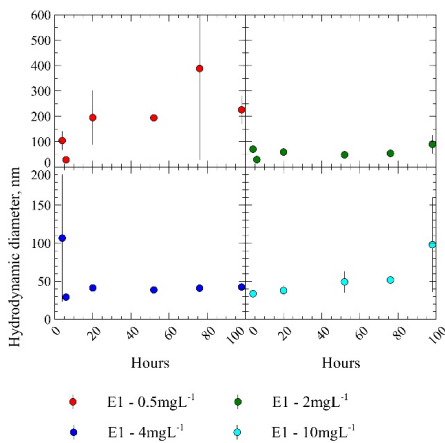 600
500
400
300
200
100
0
200
150
100
50
0
Hydrodynamic diameter, nm
0 20 40 60 80 100
0 20 40 60 80 100
Hours Hours
E1 - 0.5mgL⁻¹ E1 - 2mgL⁻¹
E1 - 4mgL⁻¹ E1 - 10mgL⁻¹